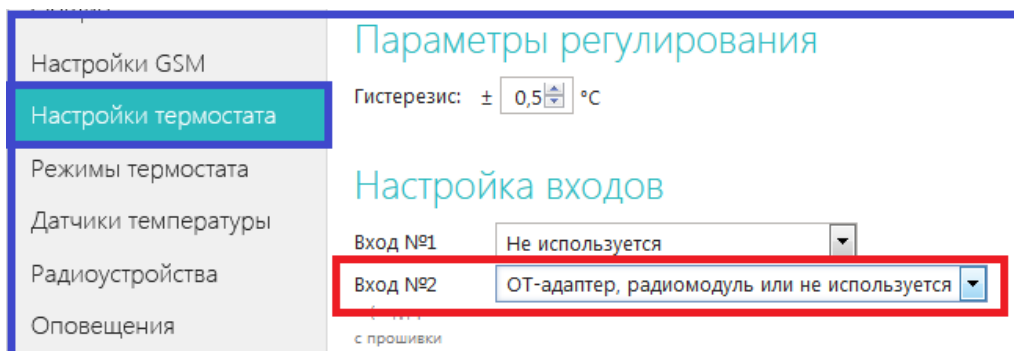 Настройки GSM
Настройки термостата
Режимы термостата
Датчики температуры
Радиоустройства
Оповещения
Параметры регулирования
Гистерезис: ± 0,5 °C
Настройка входов
Вход №1 Не используется
Вход №2 ОТ-адаптер, радиомодуль или не используется
с прошивки